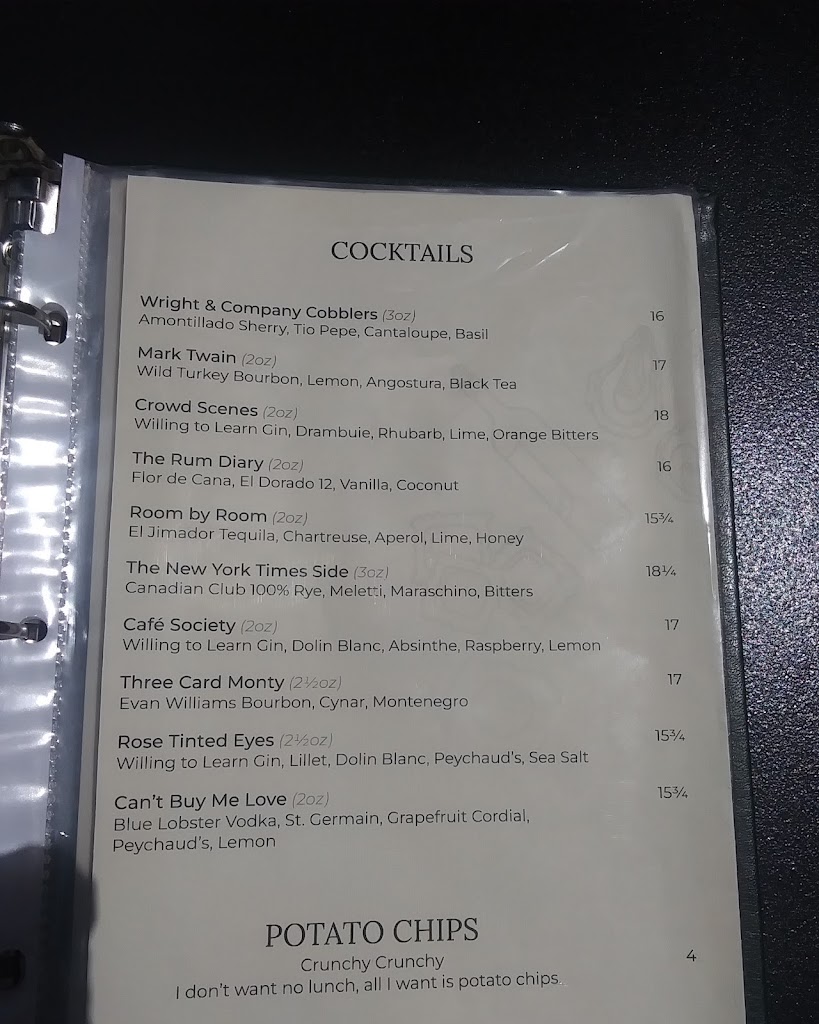 COCKTAILS
Wright & Company Cobblers (3oz) 16
Amontillado Sherry, Tio Pepe, Cantaloupe, Basil
Mark Twain (2oz) 17
Wild Turkey Bourbon, Lemon, Angostura, Black Tea
Crowd Scenes (2oz) 18
Willing to Learn Gin, Drambuie, Rhubarb, Lime, Orange Bitters
The Rum Diary (2oz) 16
Flor de Cana, El Dorado 12, Vanilla, Coconut
Room by Room (2oz) 15¾
El Jimador Tequila, Chartreuse, Aperol, Lime, Honey
The New York Times Side (3oz) 18¼
Canadian Club 100% Rye, Meletti, Maraschino, Bitters
Café Society (2oz) 17
Willing to Learn Gin, Dolin Blanc, Absinthe, Raspberry, Lemon
Three Card Monty (2½oz) 17
Evan Williams Bourbon, Cynar, Montenegro
Rose Tinted Eyes (2½oz) 15¾
Willing to Learn Gin, Lillet, Dolin Blanc, Peychaud's, Sea Salt
Can't Buy Me Love (2oz) 15¾
Blue Lobster Vodka, St. Germain, Grapefruit Cordial,
Peychaud's, Lemon
POTATO CHIPS 4
Crunchy Crunchy
I don't want no lunch, all I want is potato chips.